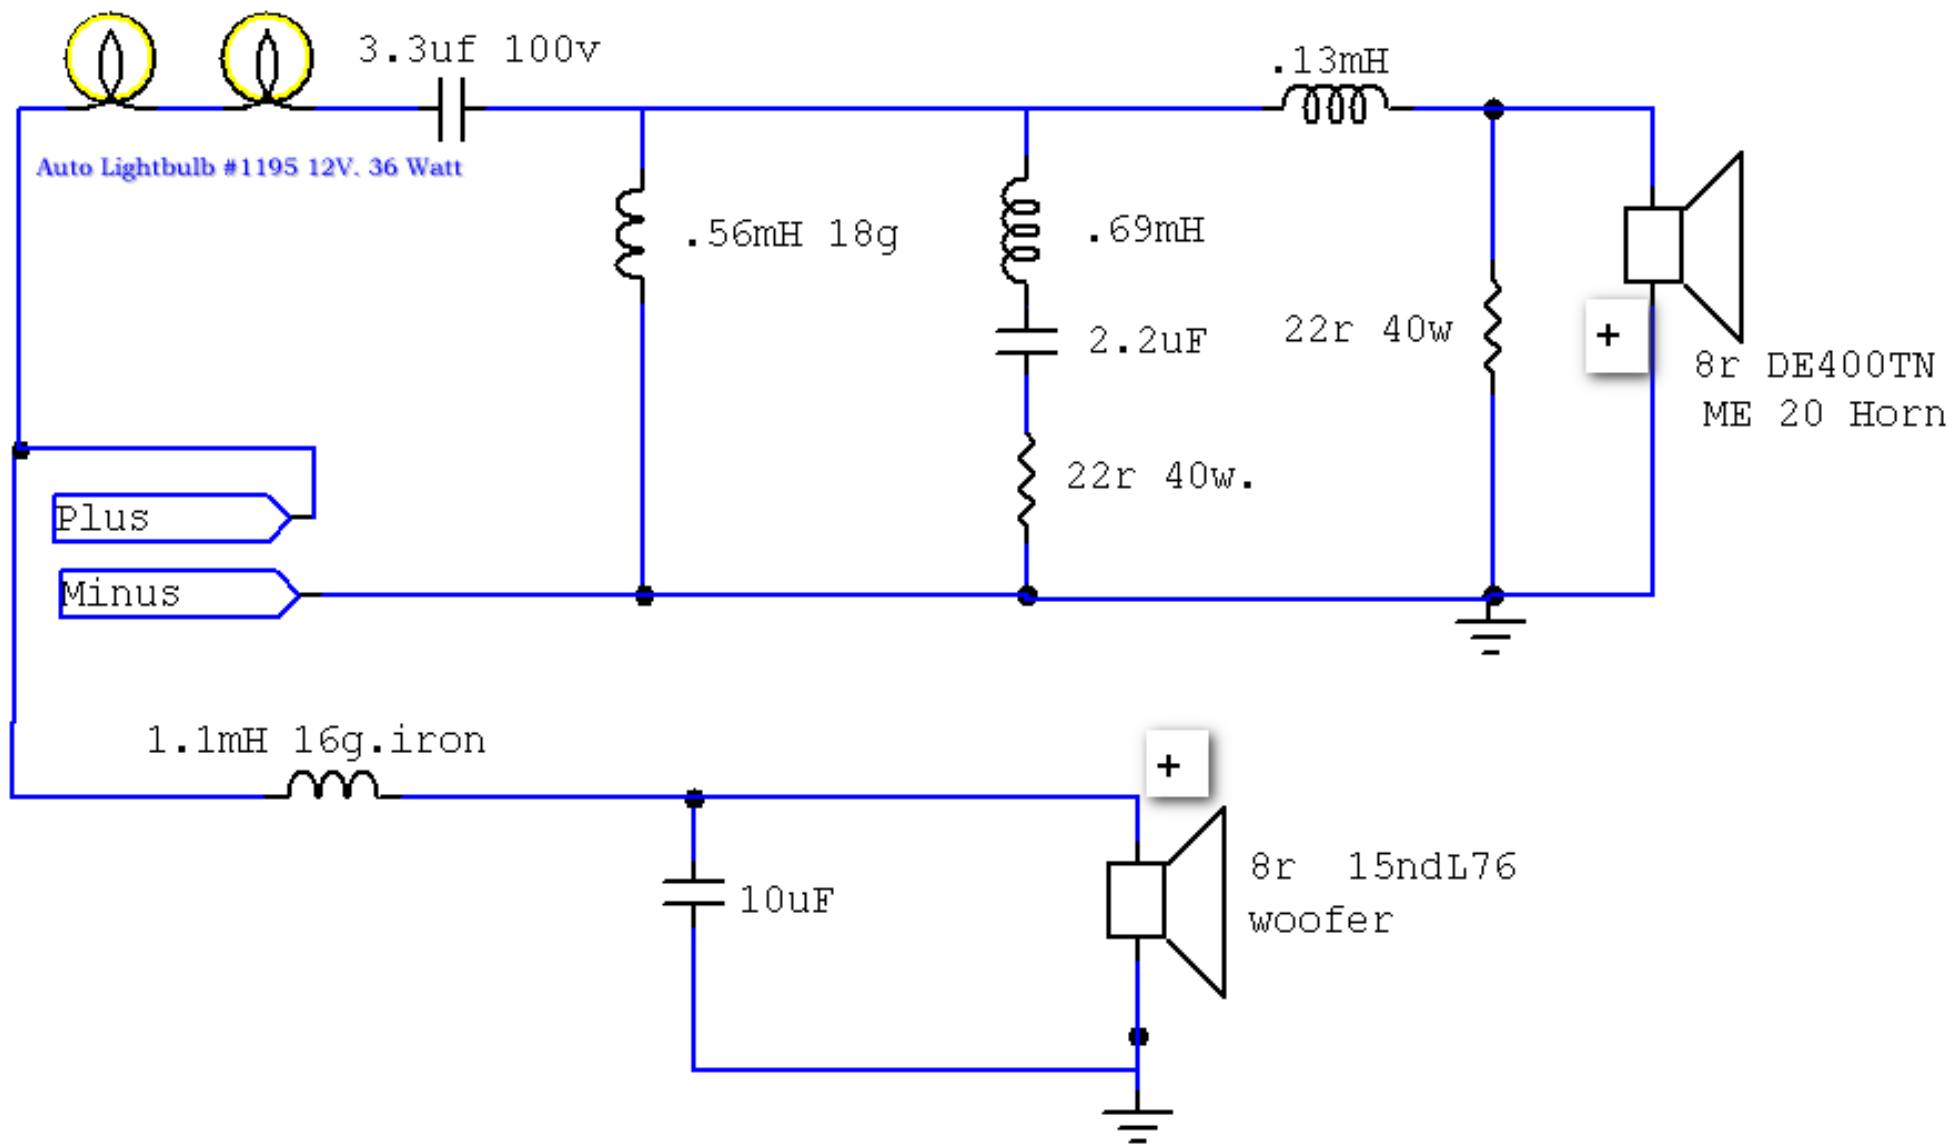 3.3uf 100v
.13mH
Auto Lightbulb #1195 12V. 36 Watt
.56mH 18g
.69mH
2.2uF
22r 40w
+
8r DE400TN
ME 20 Horn
22r 40w.
Plus
Minus
1.1mH 16g.iron
+
10uF
8r 15ndL76
woofer